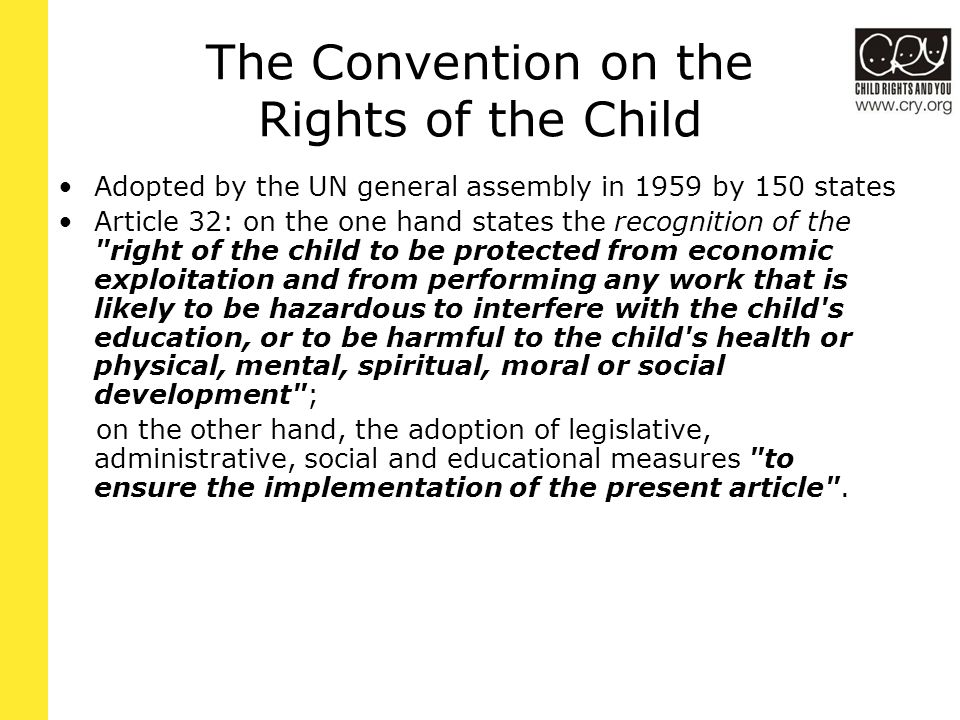 The Convention on the
Rights of the Child
CRY
CHILD RIGHTS AND YOU
www.cry.org
• Adopted by the UN general assembly in 1959 by 150 states
• Article 32: on the one hand states the recognition of the
"right of the child to be protected from economic
exploitation and from performing any work that is
likely to be hazardous to interfere with the child's
education, or to be harmful to the child's health or
physical, mental, spiritual, moral or social
development";
on the other hand, the adoption of legislative,
administrative, social and educational measures "to
ensure the implementation of the present article".